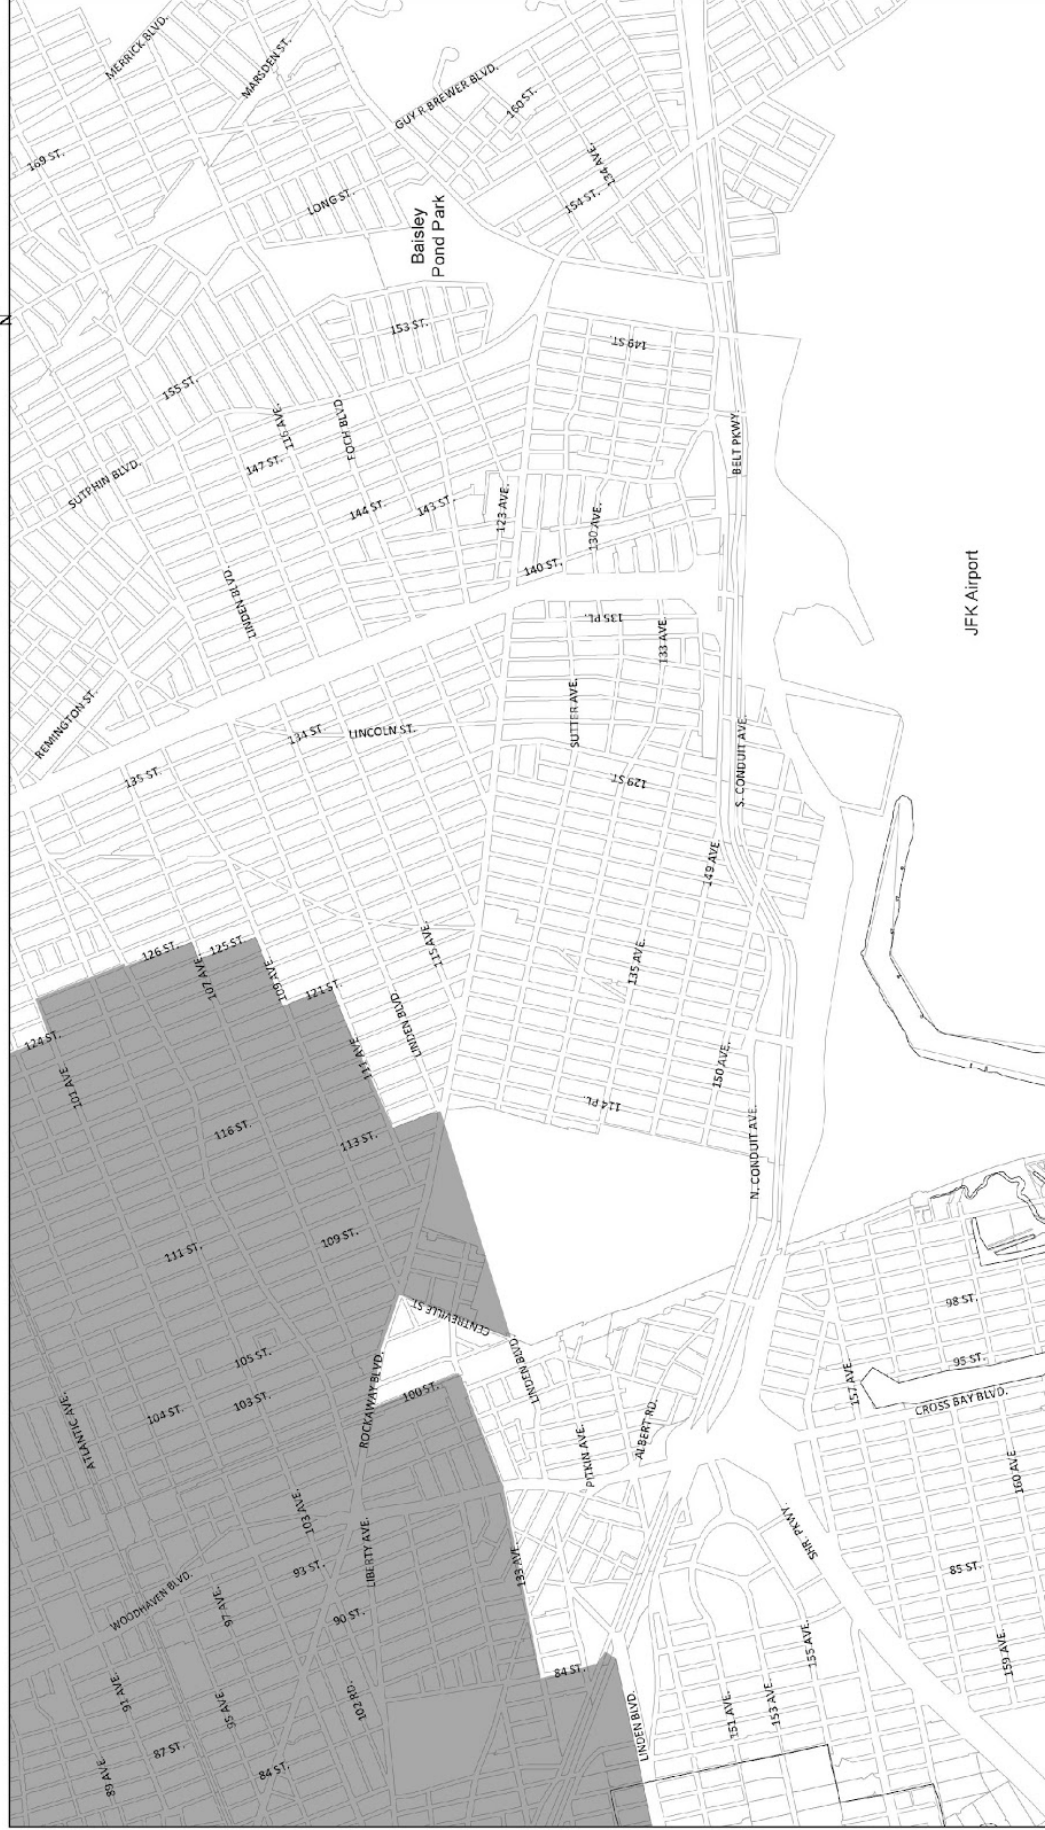 MERRICK BLVD.
MARSDEN ST.
GUY R BREWER BLVD.
160 ST.
169 ST.
134 AVE.
154 ST.
LONG ST.
Baisley
Pond Park
N
153 ST.
149 ST.
155 ST.
116 AVE.
FOCH BLVD
BELT PKWY
147 ST.
SUTPHIN BLVD.
144 ST.
143 ST.
123 AVE.
130 AVE.
140 ST.
LINDEN BLVD.
JFK Airport
135 PL.
133 AVE.
REMINGTON ST.
SUTTER AVE.
134 ST.
LINCOLN ST.
135 ST.
129 ST
S. CONDUIT AVE.
149 AVE.
126 ST.
125 ST.
115 AVE.
107 AVE.
109 AVE.
121 ST.
135 AVE.
LINDEN BLVD
124 ST.
111 AVE.
150 AVE.
101 AVE.
114 PL.
116 ST.
113 ST.
N. CONDUIT AVE.
111 ST.
109 ST.
98 ST.
CENTREVILLE ST.
105 ST.
95 ST.
LINDEN BLVD.
157 AVE
103 ST.
100 ST.
ROCKAWAY BLVD.
CROSS BAY BLVD.
104 ST.
ATLANTIC AVE.
ALBERT RD.
PITKIN AVE.
160 AVE
103 AVE.
SHR. PKWY.
LIBERTY AVE.
133 AVE.
93 ST.
85 ST.
WOODHAVEN BLVD.
97 AVE.
90 ST.
155 AVE.
159 AVE.
84 ST.
91 AVE.
95 AVE.
102 RD.
151 AVE.
153 AVE.
LINDEN BLVD.
87 ST.
84 ST.
89 AVE.